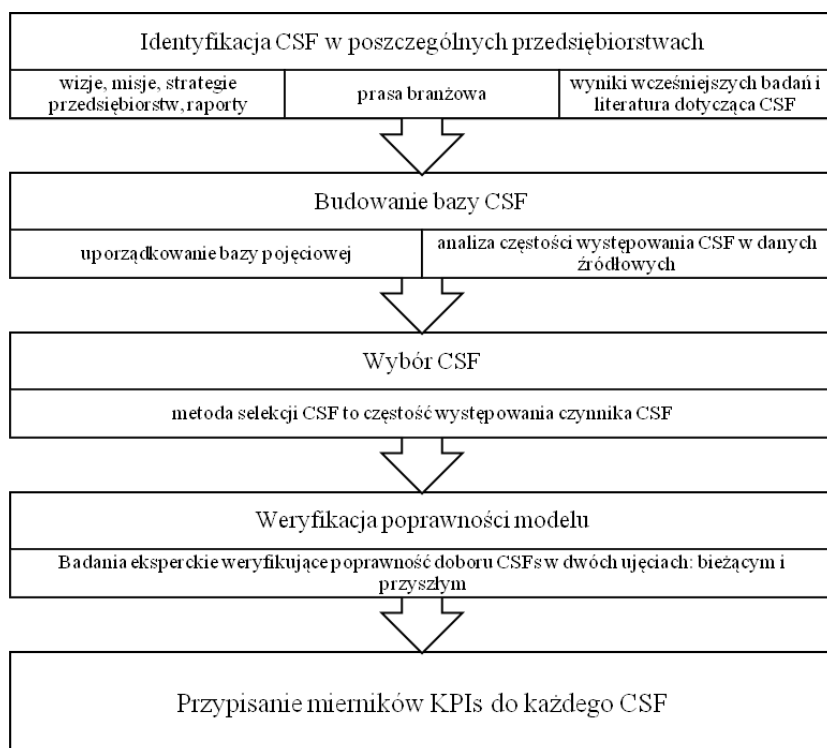 Identyfikacja CSF w poszczególnych przedsiębiorstwach
wizje, misje, strategie
przedsiębiorstw, raporty
prasa branżowa
wyniki wcześniejszych badań i
literatura dotycząca CSF
Budowanie bazy CSF
uporządkowanie bazy pojęciowej
analiza częstości występowania CSF w danych
źródłowych
Wybór CSF
metoda selekcji CSF to częstość występowania czynnika CSF
Weryfikacja poprawności modelu
Badania eksperckie weryfikujące poprawność doboru CSFs w dwóch ujęciach: bieżącym i
przyszłym
Przypisanie mierników KPIs do każdego CSF